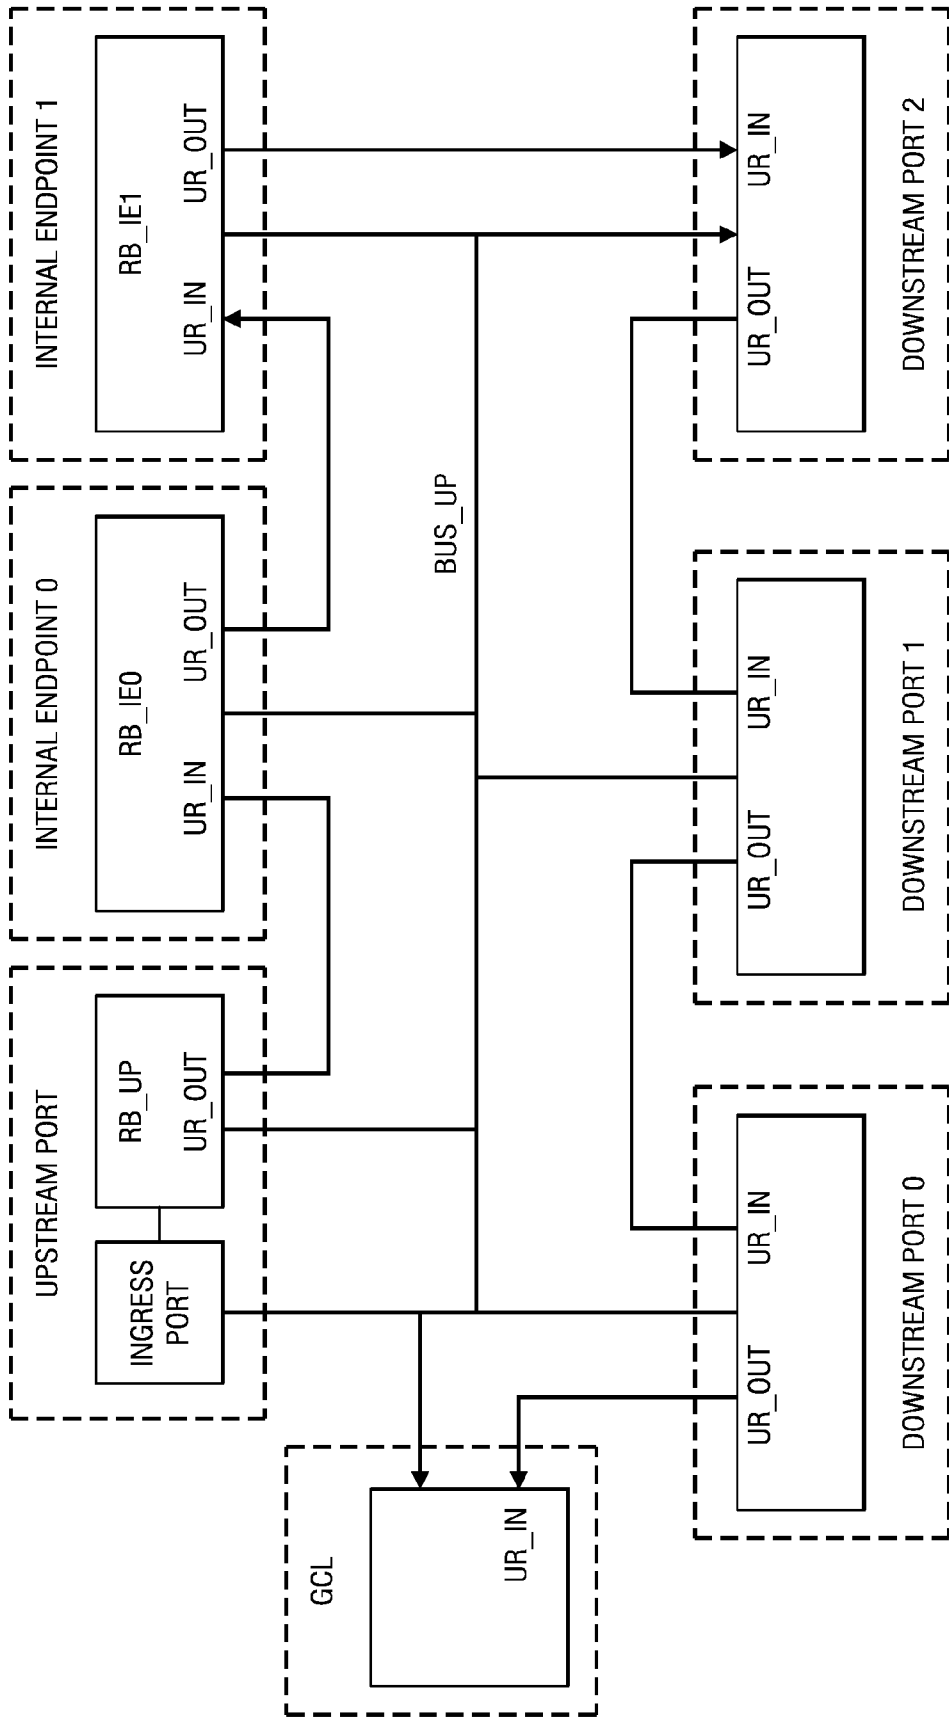 UPSTREAM PORT
INGRESS
PORT
RB_UP
UR_OUT
INTERNAL ENDPOINT 0
RB_IE0
UR_IN
UR_OUT
INTERNAL ENDPOINT 1
RB_IE1
UR_IN
UR_OUT
GCL
UR_IN
BUS_UP
UR_OUT
UR_IN
DOWNSTREAM PORT 0
UR_OUT
UR_IN
DOWNSTREAM PORT 1
UR_OUT
UR_IN
DOWNSTREAM PORT 2